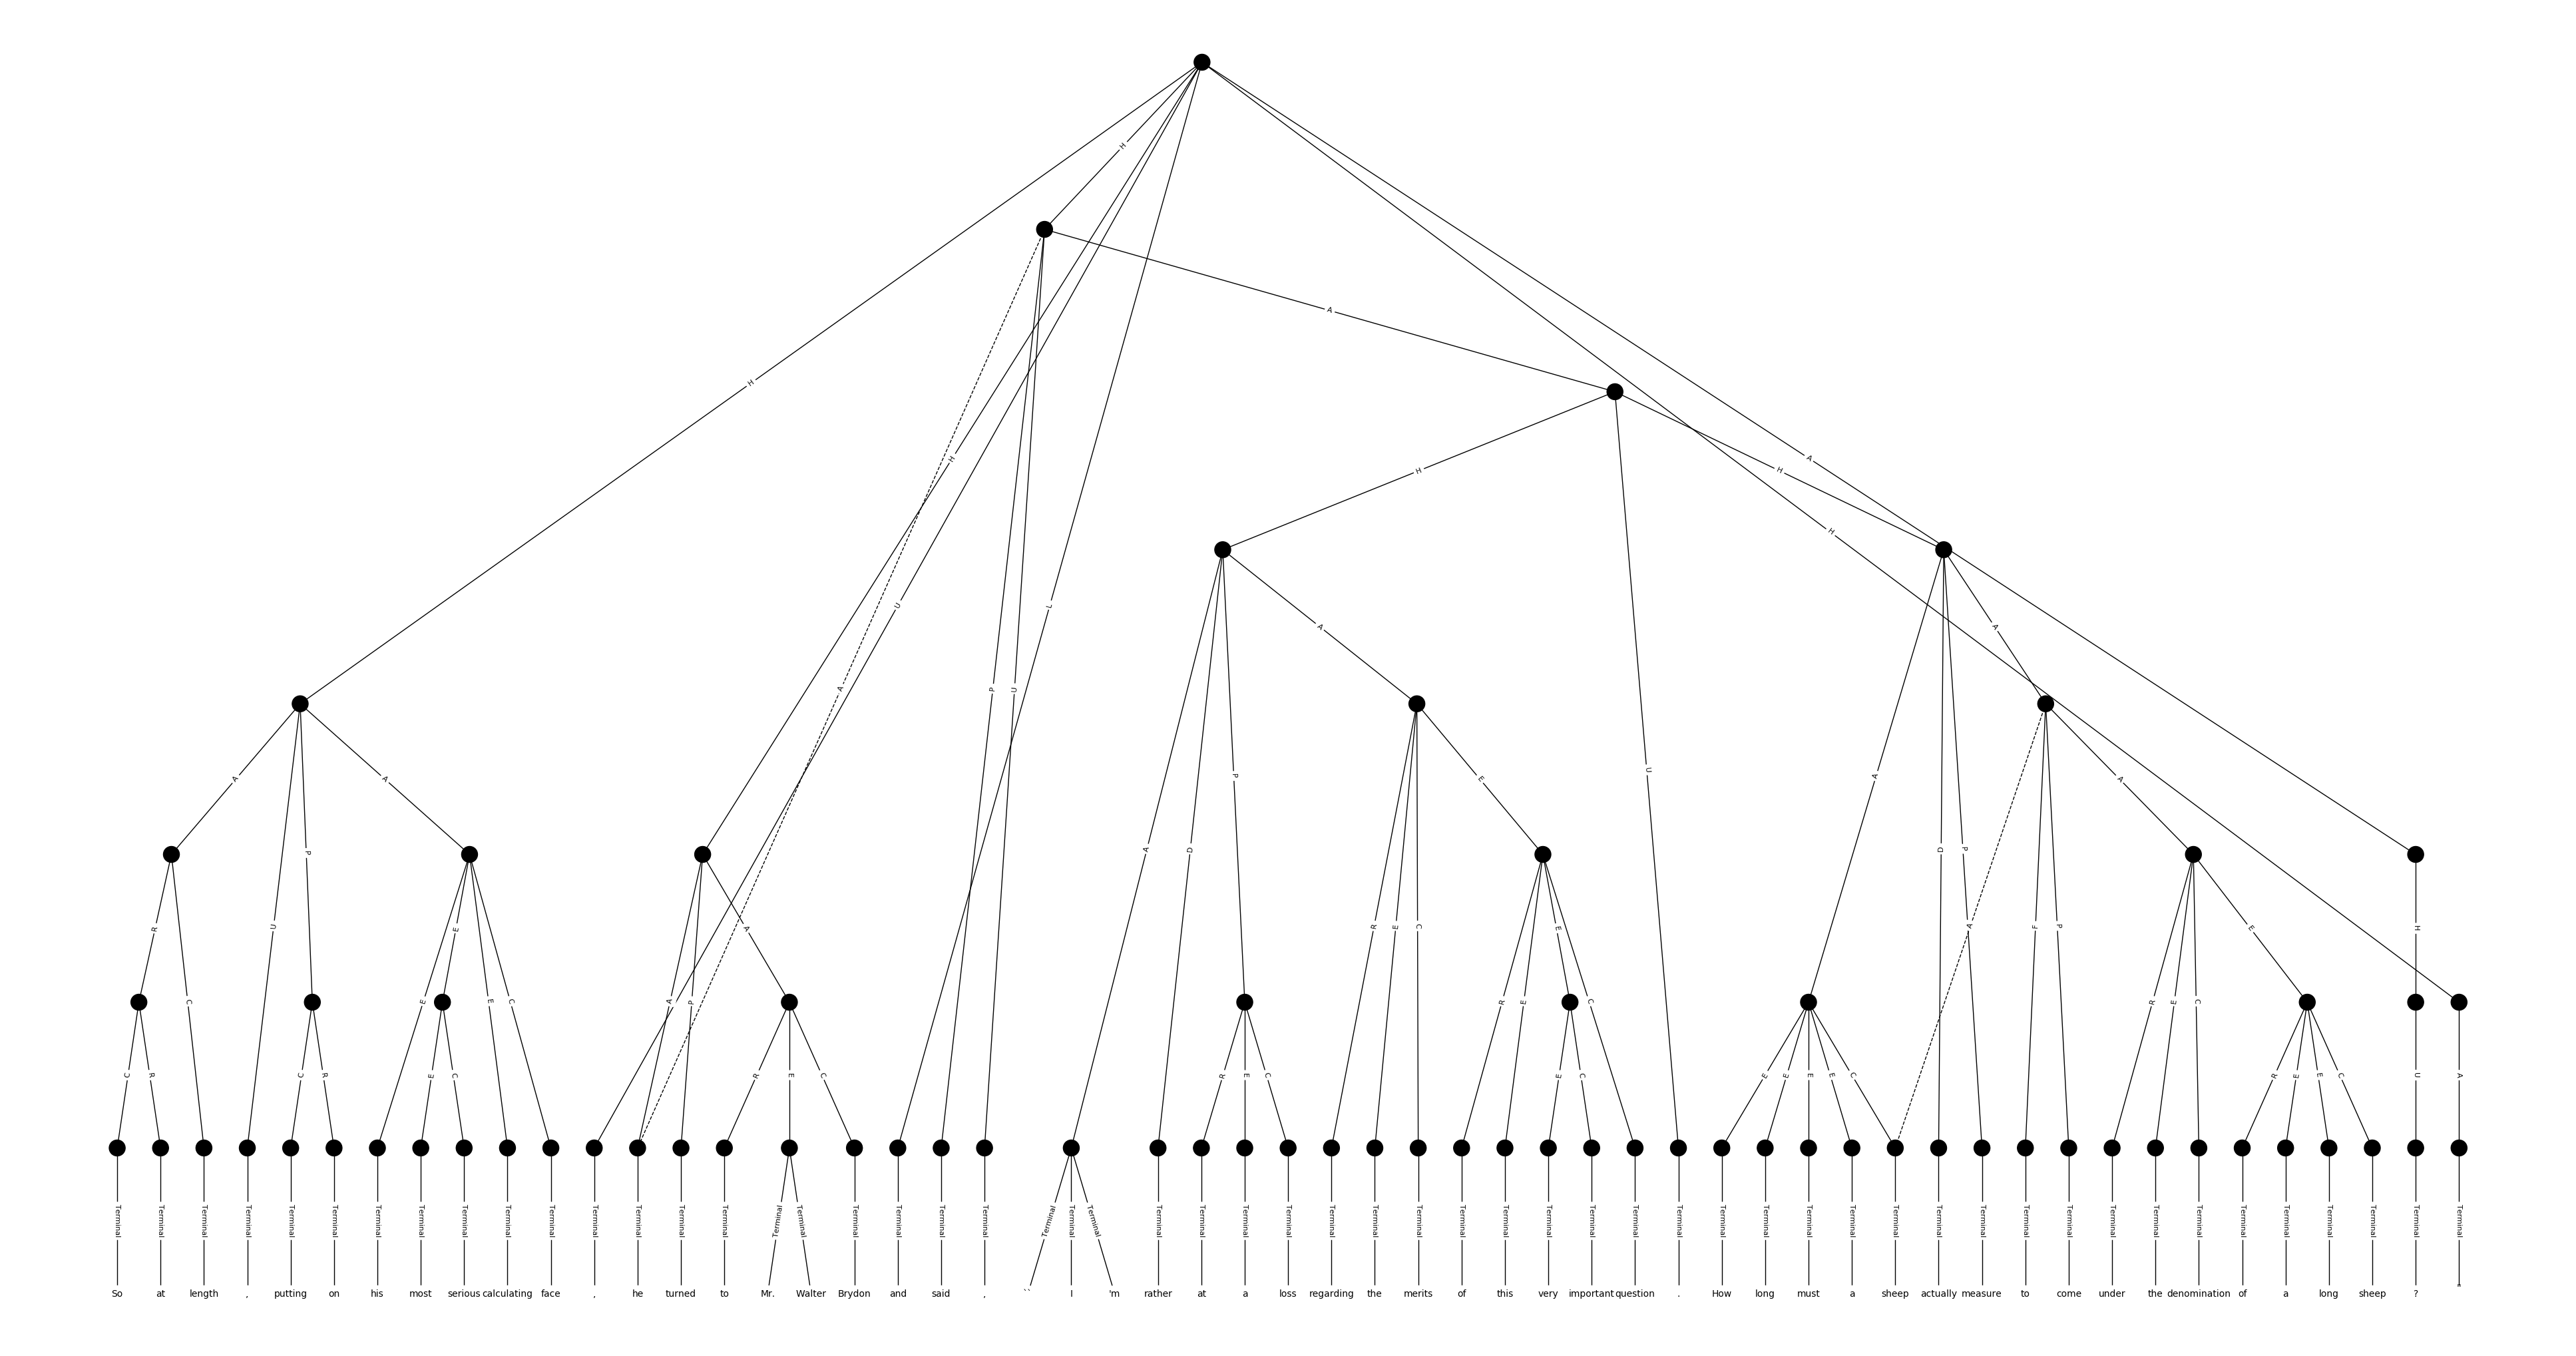 H
H
A
H
H
H
A
H
H
U
L
A
P
U
A
A
U
A
A
P
A
D
P
E
A
D
P
A
U
P
R
E
A
R
E
C
E
F
P
E
H
R
C
E
E
C
A
P
R
E
C
R
E
C
C
R
C
R
E
C
R
E
C
R
E
C
E
C
E
E
E
E
C
R
E
E
C
U
A
Terminal Terminal Terminal Terminal Terminal Terminal Terminal Terminal Terminal Terminal Terminal Terminal Terminal Terminal Terminal Terminal Terminal Terminal Terminal Terminal Terminal Terminal Terminal Terminal Terminal Terminal Terminal Terminal Terminal Terminal Terminal Terminal Terminal Terminal Terminal Terminal Terminal Terminal Terminal Terminal Terminal Terminal Terminal Terminal Terminal Terminal Terminal Terminal Terminal Terminal Terminal Terminal Terminal Terminal Terminal
So at length , putting on his most serious calculating face , he turned to Mr. Walter Brydon and said , `` I 'm rather at a loss regarding the merits of this very important question . How long must a sheep actually measure to come under the denomination of a long sheep ? "